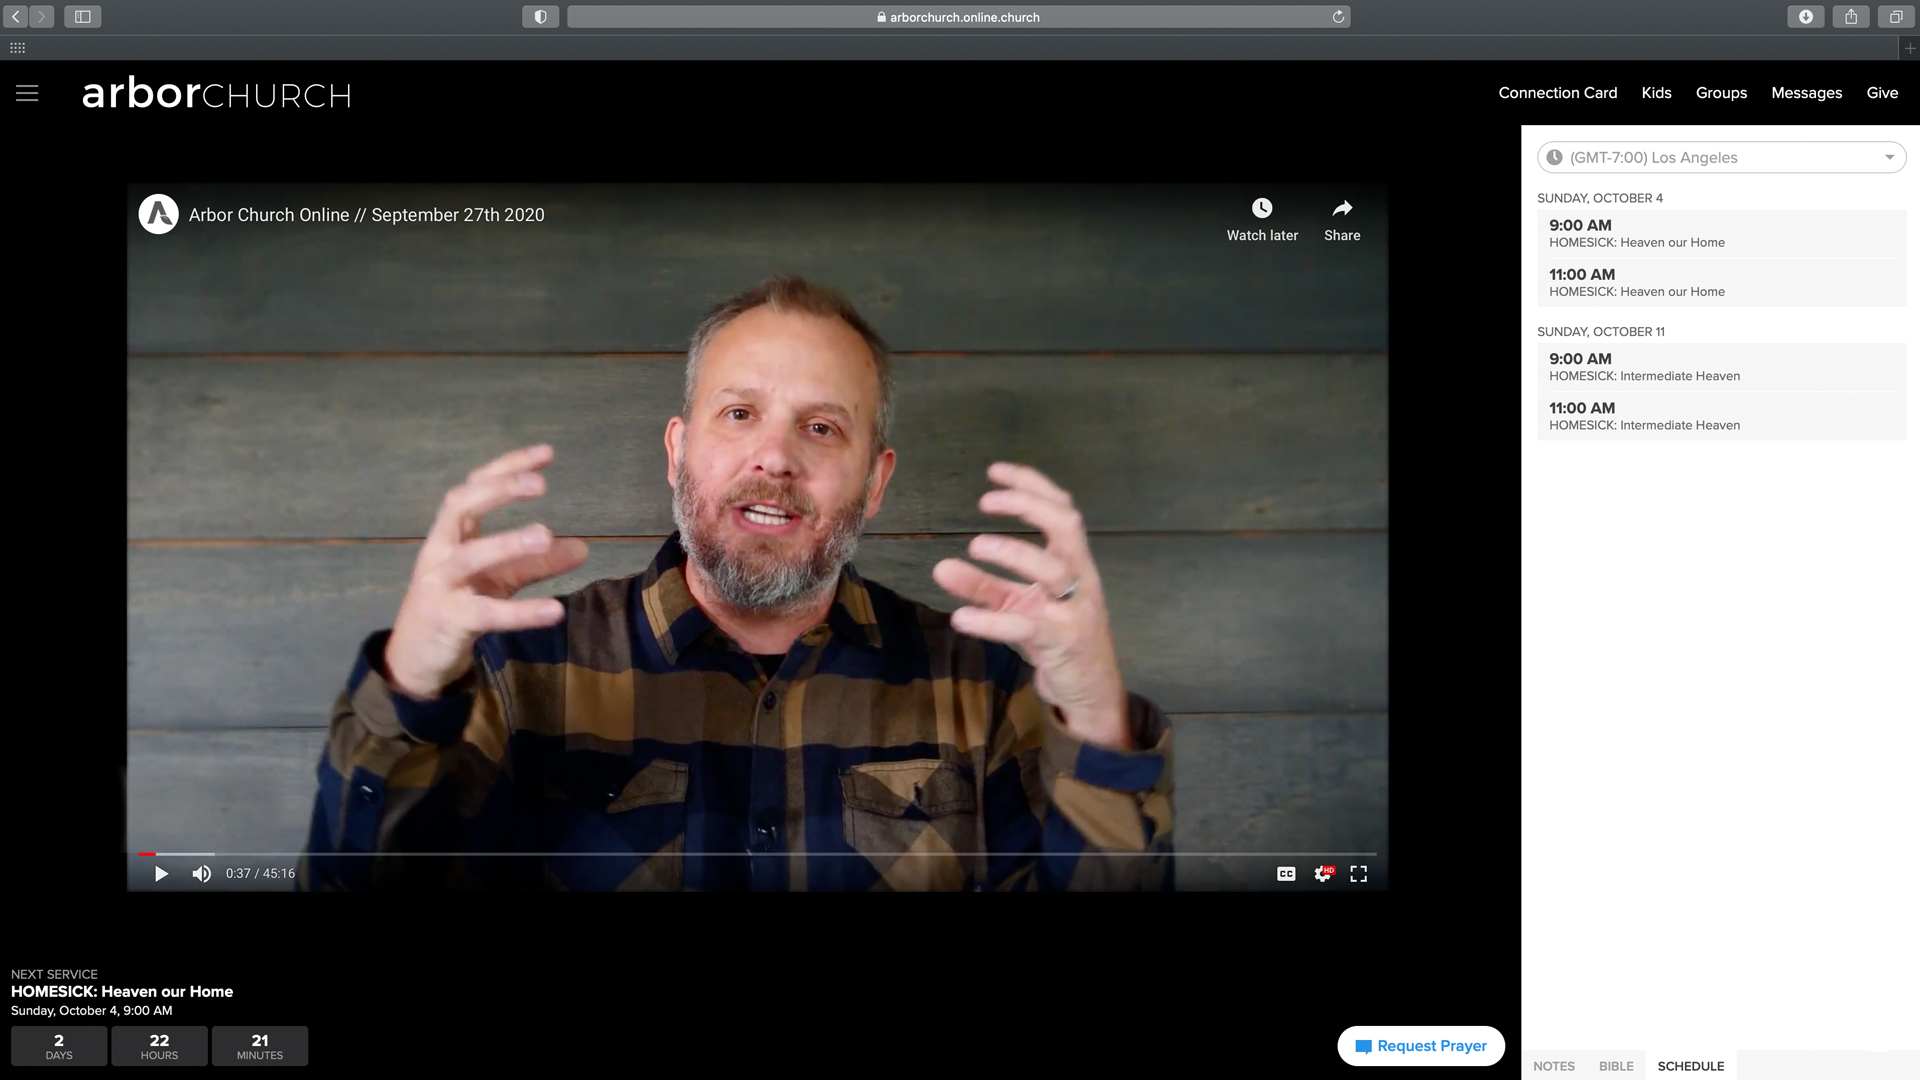 arborchurch.online.church
arborCHURCH
Connection Card Kids Groups Messages Give
Arbor Church Online // September 27th 2020
Watch later Share
0:37 / 45:16
CC HD
NEXT SERVICE
HOMESICK: Heaven our Home
Sunday, October 4, 9:00 AM
2 22 21
DAYS HOURS MINUTES
Request Prayer
(GMT-7:00) Los Angeles
SUNDAY, OCTOBER 4
9:00 AM
HOMESICK: Heaven our Home
11:00 AM
HOMESICK: Heaven our Home
SUNDAY, OCTOBER 11
9:00 AM
HOMESICK: Intermediate Heaven
11:00 AM
HOMESICK: Intermediate Heaven
NOTES BIBLE SCHEDULE